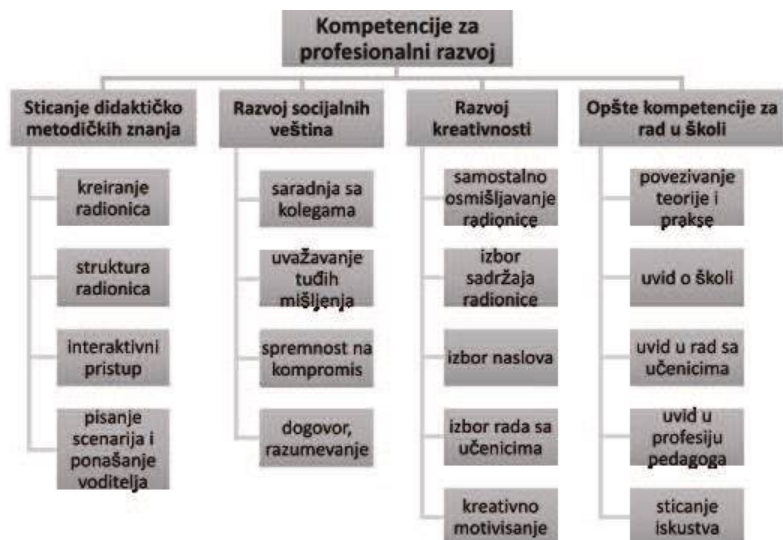 Kompetencije za
profesionalni razvoj
Sticanje didaktičko
metodičkih znanja
kreiranje
radionica
struktura
radionica
interaktivni
pristup
pisanje
scenarija i
ponašanje
voditelja
Razvoj socijalnih
veština
saradnja sa
kolegama
uvažavanje
tuđih
mišljenja
spremnost na
kompromis
dogovor,
razumevanje
Razvoj
kreativnosti
samostalno
osmišljavanje
radionice
izbor
sadržaja
radionice
izbor naslova
izbor rada sa
učenicima
kreativno
motivisanje
Opšte kompetencije za
rad u školi
povezivanje
teorije i
prakse
uvid o školi
uvid u rad sa
učenicima
uvid u
profesiju
pedagoga
sticanje
iskustva